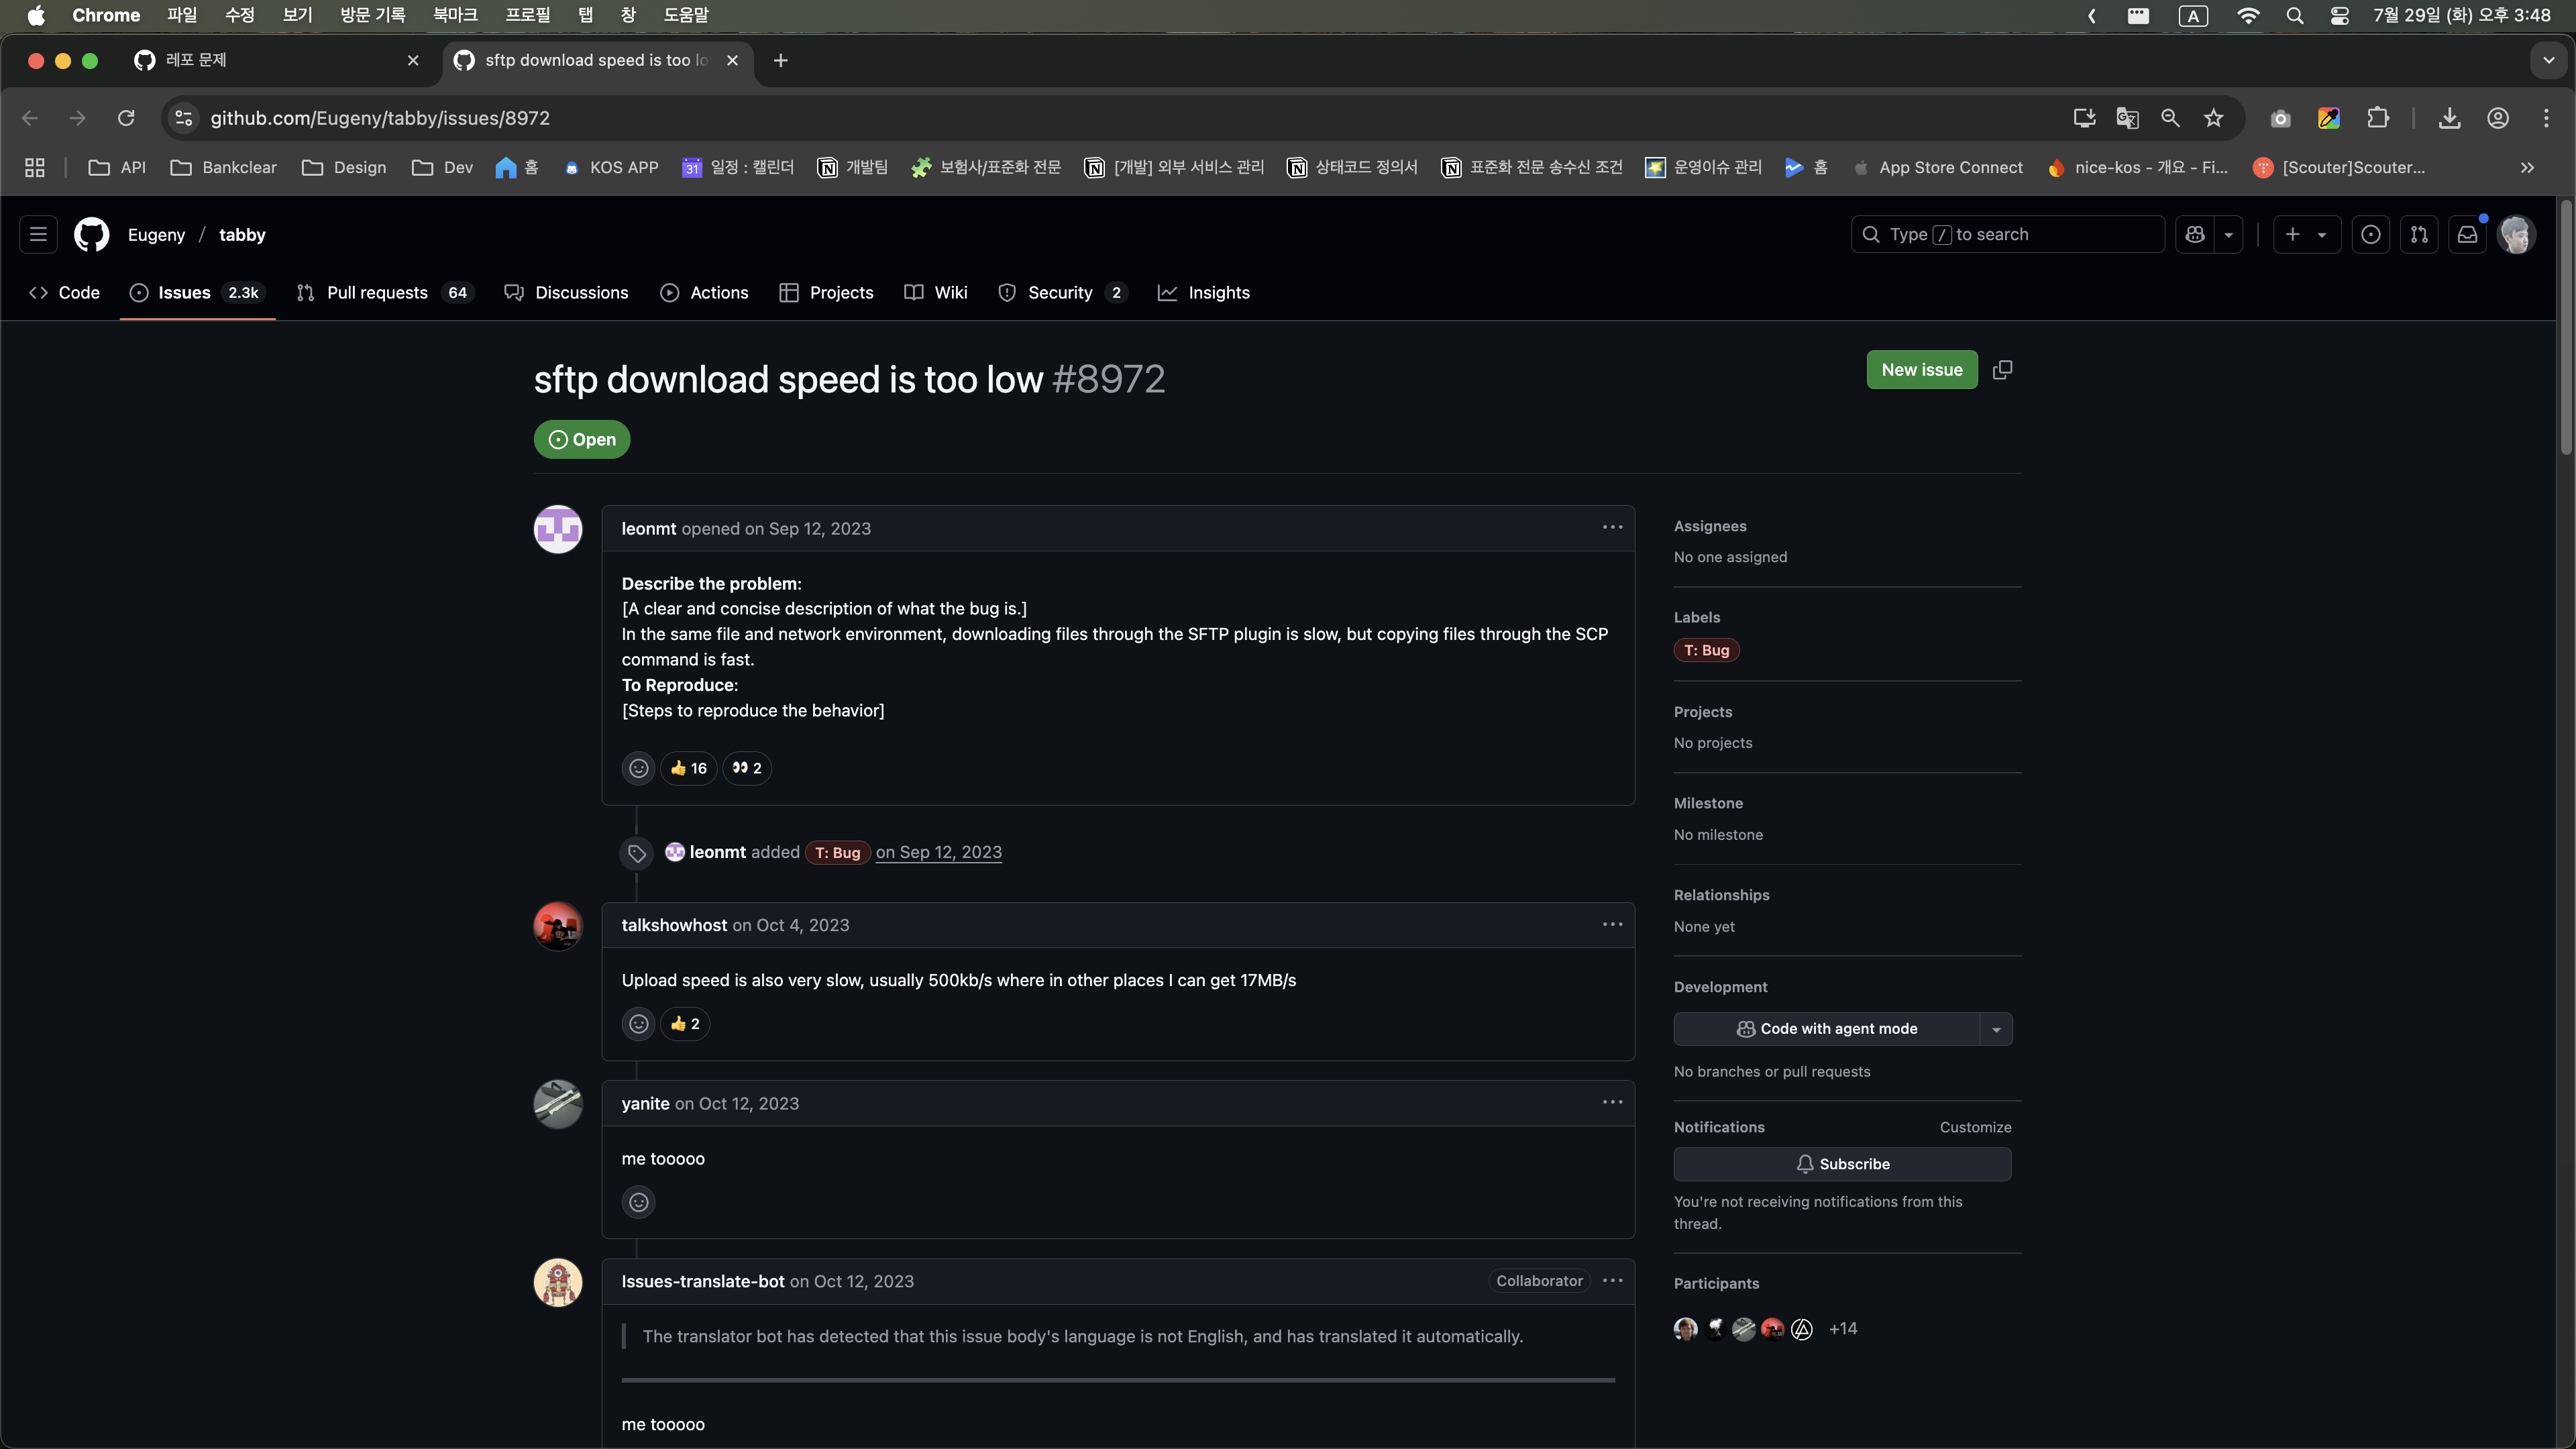 Chrome 파일 수정 보기 방문 기록 북마크 프로필 탭 창 도움말 A 7월 29일 (화) 오후 3:48
레포 문제 sftp download speed is too lo
github.com/Eugeny/tabby/issues/8972
API Bankclear Design Dev 홈 KOS APP 31 일정 : 캘린더 개발팀 보험사/표준화 전문 [개발] 외부 서비스 관리 상태코드 정의서 표준화 전문 송수신 조건 운영이슈 관리 홈 App Store Connect nice-kos - 개요 - Fi... [Scouter]Scouter...
Eugeny / tabby Type / to search
Code Issues 2.3k Pull requests 64 Discussions Actions Projects Wiki Security 2 Insights
sftp download speed is too low #8972 New issue
Open
leonmt opened on Sep 12, 2023
Describe the problem:
[A clear and concise description of what the bug is.]
In the same file and network environment, downloading files through the SFTP plugin is slow, but copying files through the SCP
command is fast.
To Reproduce:
[Steps to reproduce the behavior]
👍 16 👀 2
leonmt added T: Bug on Sep 12, 2023
talkshowhost on Oct 4, 2023
Upload speed is also very slow, usually 500kb/s where in other places I can get 17MB/s
👍 2
yanite on Oct 12, 2023
me tooooo
Issues-translate-bot on Oct 12, 2023 Collaborator
The translator bot has detected that this issue body's language is not English, and has translated it automatically.
me tooooo
Assignees
No one assigned
Labels
T: Bug
Projects
No projects
Milestone
No milestone
Relationships
None yet
Development
Code with agent mode
No branches or pull requests
Notifications Customize
Subscribe
You're not receiving notifications from this
thread.
Participants
+14